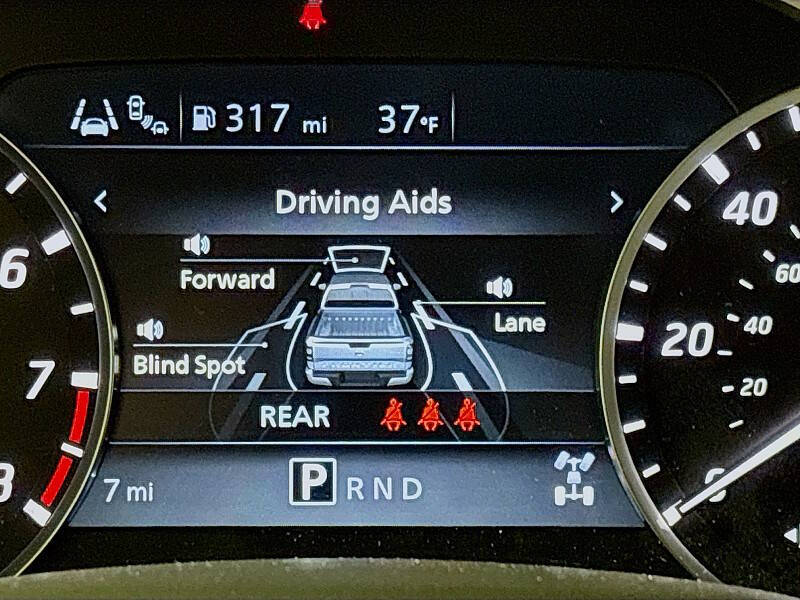 317 mi 37°F
< Driving Aids >
Forward
Lane
Blind Spot
REAR
7 mi P R N D
6
7
8
40
20
0
60
40
20